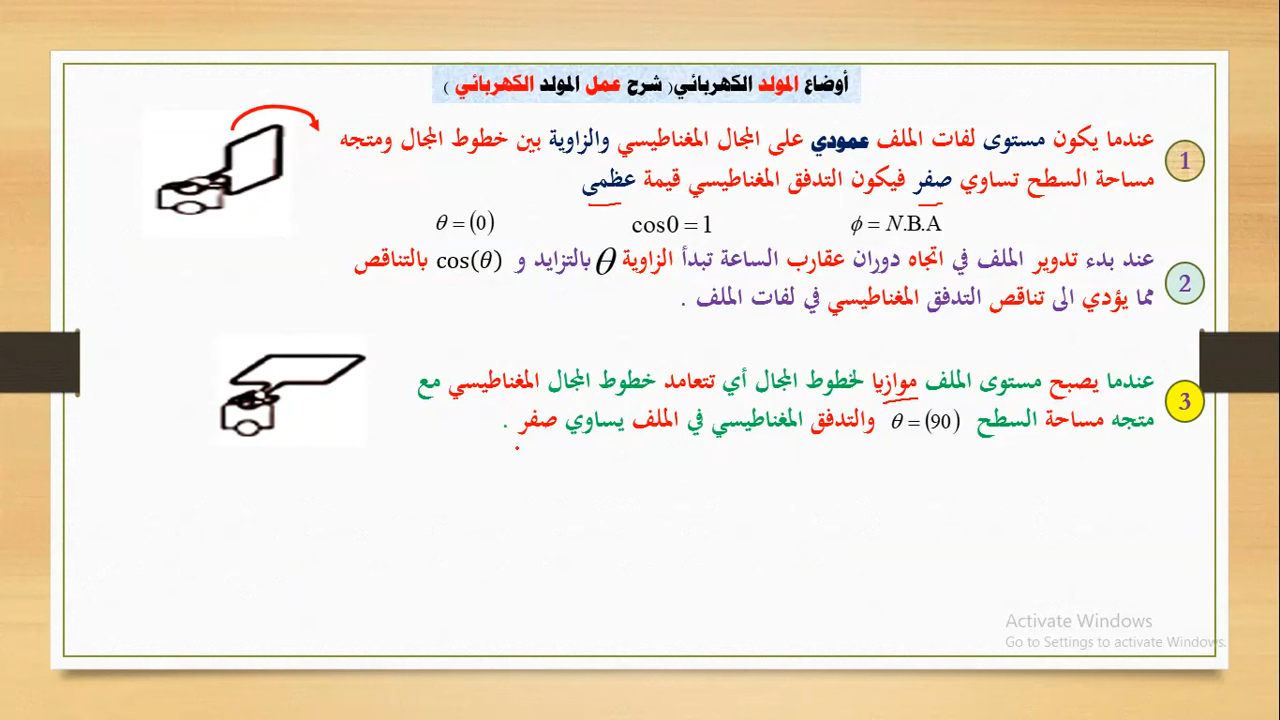 أوضاع المولد الكهربائي( شرح عمل المولد الكهربائي )
1
عندما يكون مستوى لفات الملف عمودي على المجال المغناطيسي والزاوية بين خطوط المجال ومتجه
مساحة السطح تساوي صفر فيكون التدفق المغناطيسي قيمة عظمى
ϕ = N.B.A cos0 = 1 θ = (0)
2
عند بدء تدوير الملف في اتجاه دوران عقارب الساعة تبدأ الزاوية θ بالتزايد و cos(θ) بالتناقص
مما يؤدي الى تناقص التدفق المغناطيسي في لفات الملف .
3
عندما يصبح مستوى الملف موازيا لخطوط المجال أي تتعامد خطوط المجال المغناطيسي مع
متجه مساحة السطح θ = (90) والتدفق المغناطيسي في الملف يساوي صفر .
Activate Windows
Go to Settings to activate Windows.